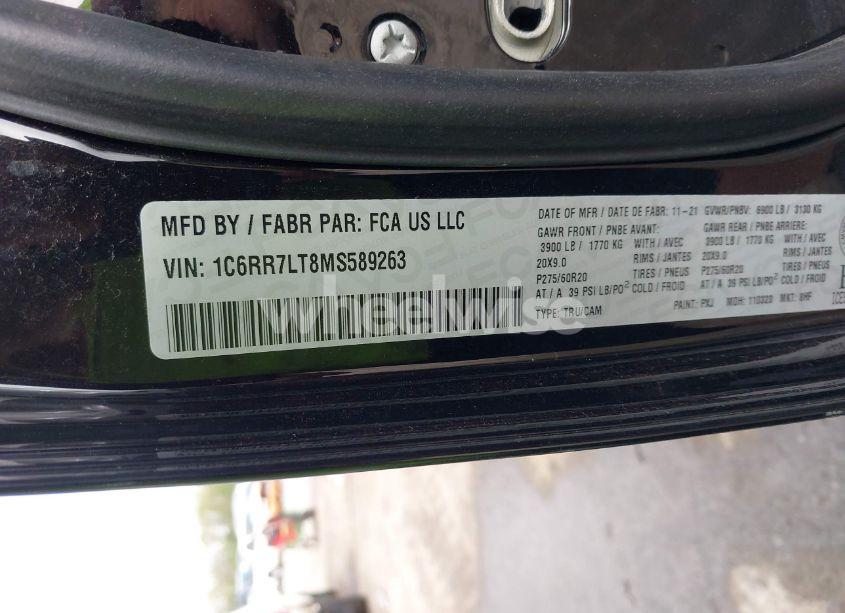 MFD BY / FABR PAR: FCA US LLC
VIN: 1C6RR7LT8MS589263
DATE OF MFR / DATE DE FABR: 11-21 GVWR/PNBV: 6900 LB / 3130 KG
GAWR FRONT / PNBE AVANT: GAWR REAR / PNBE ARRIERE:
3900 LB / 1770 KG AVEC 3900 LB / 1770 KG AVEC
20X9.0 RIMS / JANTES 20X9.0 RIMS / JANTES
P275/60R20 TIRES / PNEUS P275/60R20 TIRES / PNEUS
AT / A 39 PSI LB/PO² COLD / FROID AT / A 39 PSI LB/PO² COLD / FROID
TYPE: TRU/CAM PAINT: PXJ MDH: 110320 MKT: BHF
wheelwise